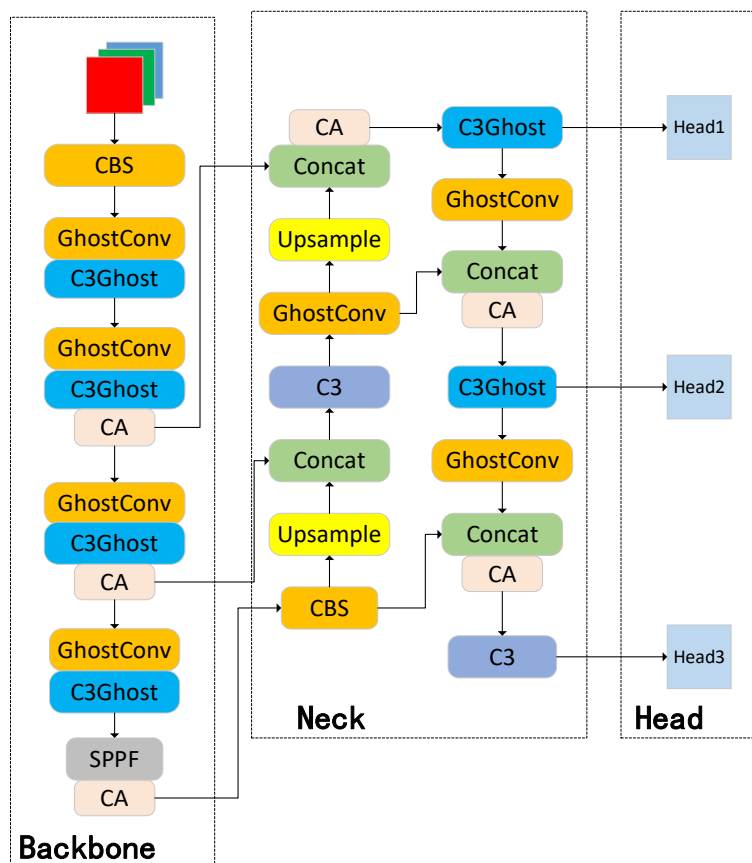 CBS
GhostConv
C3Ghost
GhostConv
C3Ghost
CA
GhostConv
C3Ghost
CA
GhostConv
C3Ghost
SPPF
CA
Backbone
CA
Concat
Upsample
GhostConv
C3
Concat
Upsample
CBS
C3Ghost
GhostConv
Concat
CA
C3Ghost
GhostConv
Concat
CA
C3
Neck
Head1
Head2
Head3
Head